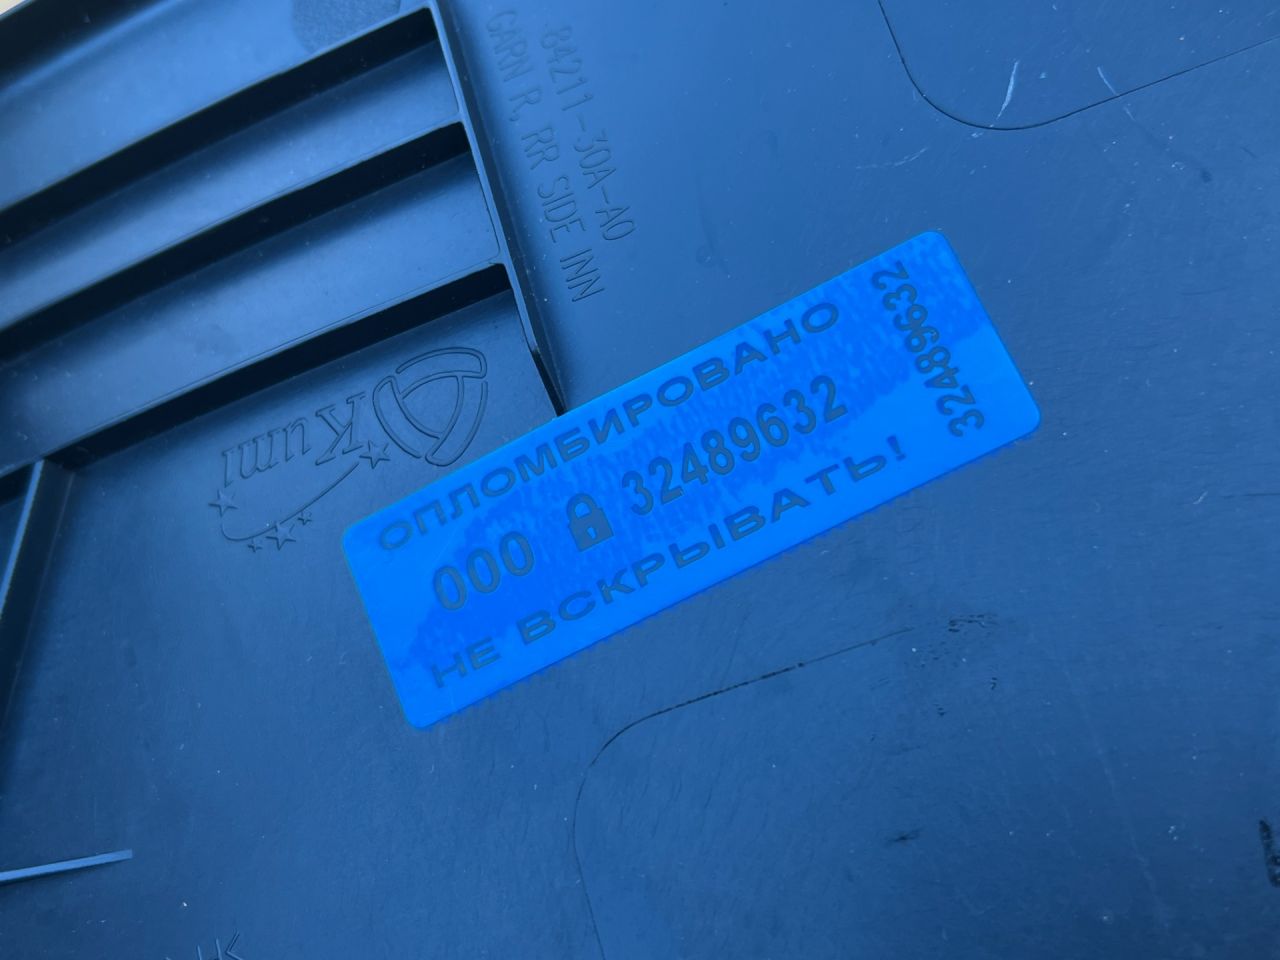 84211-30A-A0
GARN R, RR SIDE INN
Kumi
ОПЛОМБИРОВАНО
000 32489632
НЕ ВСКРЫВАТЬ!
32489632